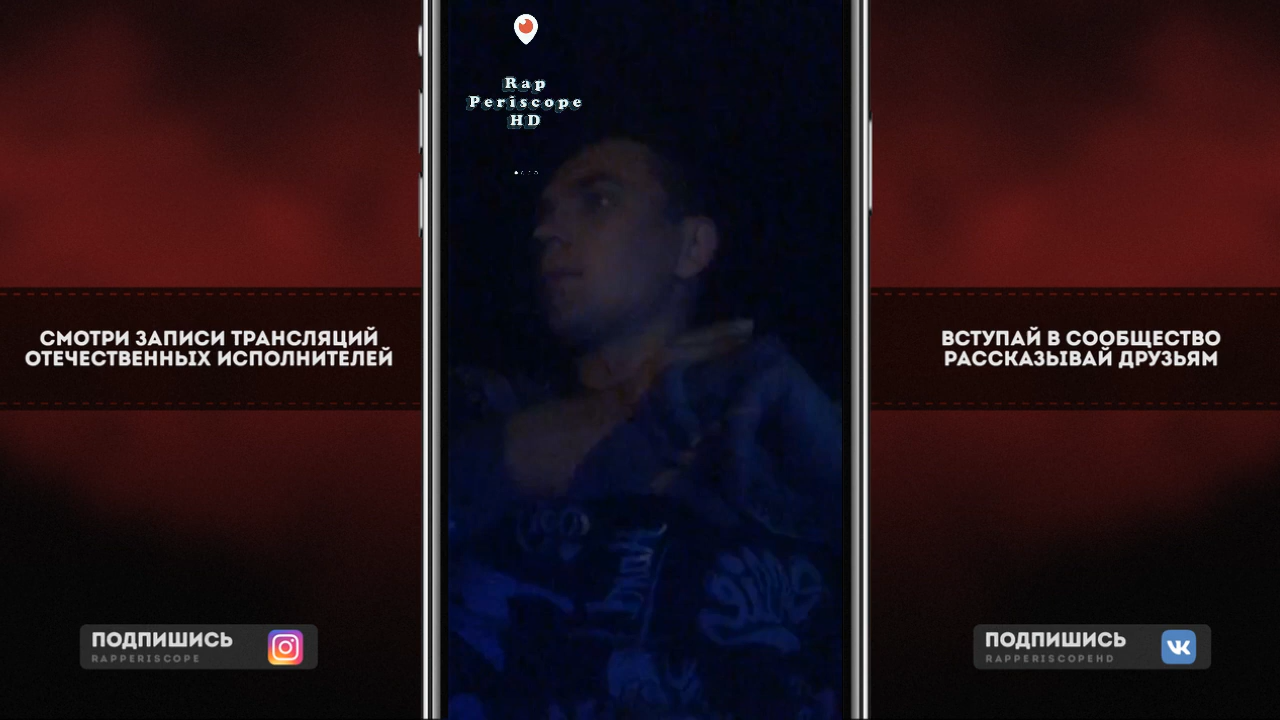 Rap
Periscope
HD
СМОТРИ ЗАПИСИ ТРАНСЛЯЦИЙ
ОТЕЧЕСТВЕННЫХ ИСПОЛНИТЕЛЕЙ
ВСТУПАЙ В СООБЩЕСТВО
РАССКАЗЫВАЙ ДРУЗЬЯМ
ПОДПИШИСЬ
RAPPERISCOPE
ПОДПИШИСЬ
RAPPERISCOPEHD